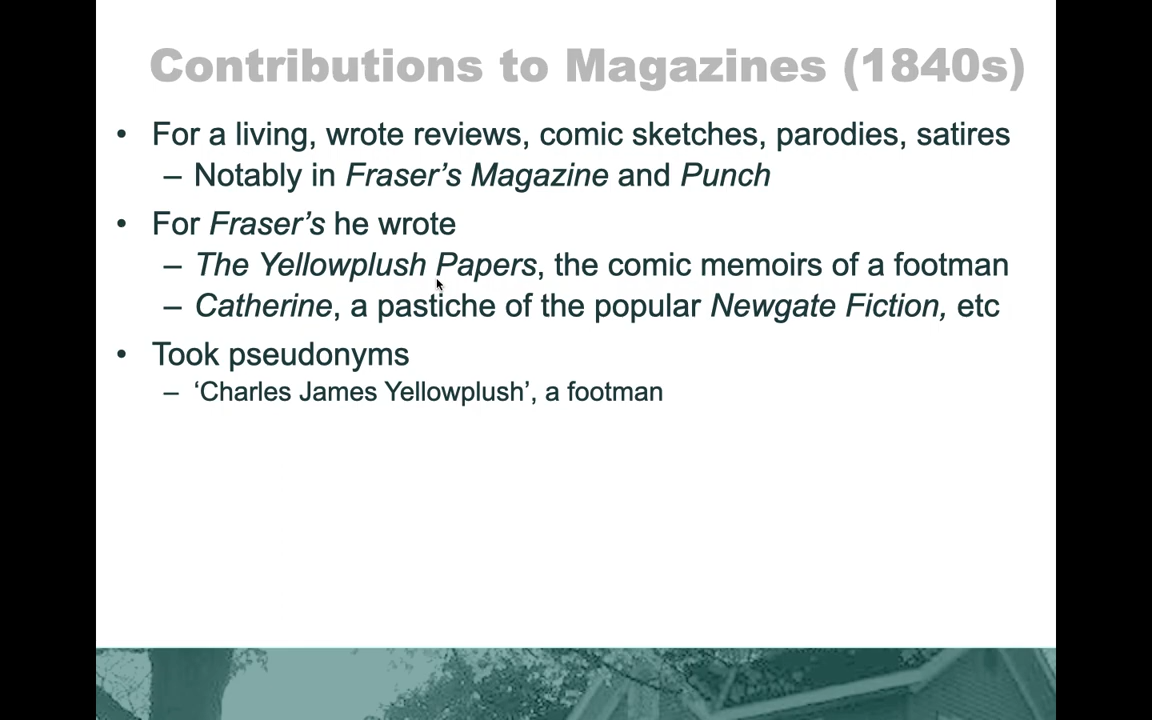 Contributions to Magazines (1840s)
• For a living, wrote reviews, comic sketches, parodies, satires
– Notably in Fraser’s Magazine and Punch
• For Fraser’s he wrote
– The Yellowplush Papers, the comic memoirs of a footman
– Catherine, a pastiche of the popular Newgate Fiction, etc
• Took pseudonyms
– ‘Charles James Yellowplush’, a footman